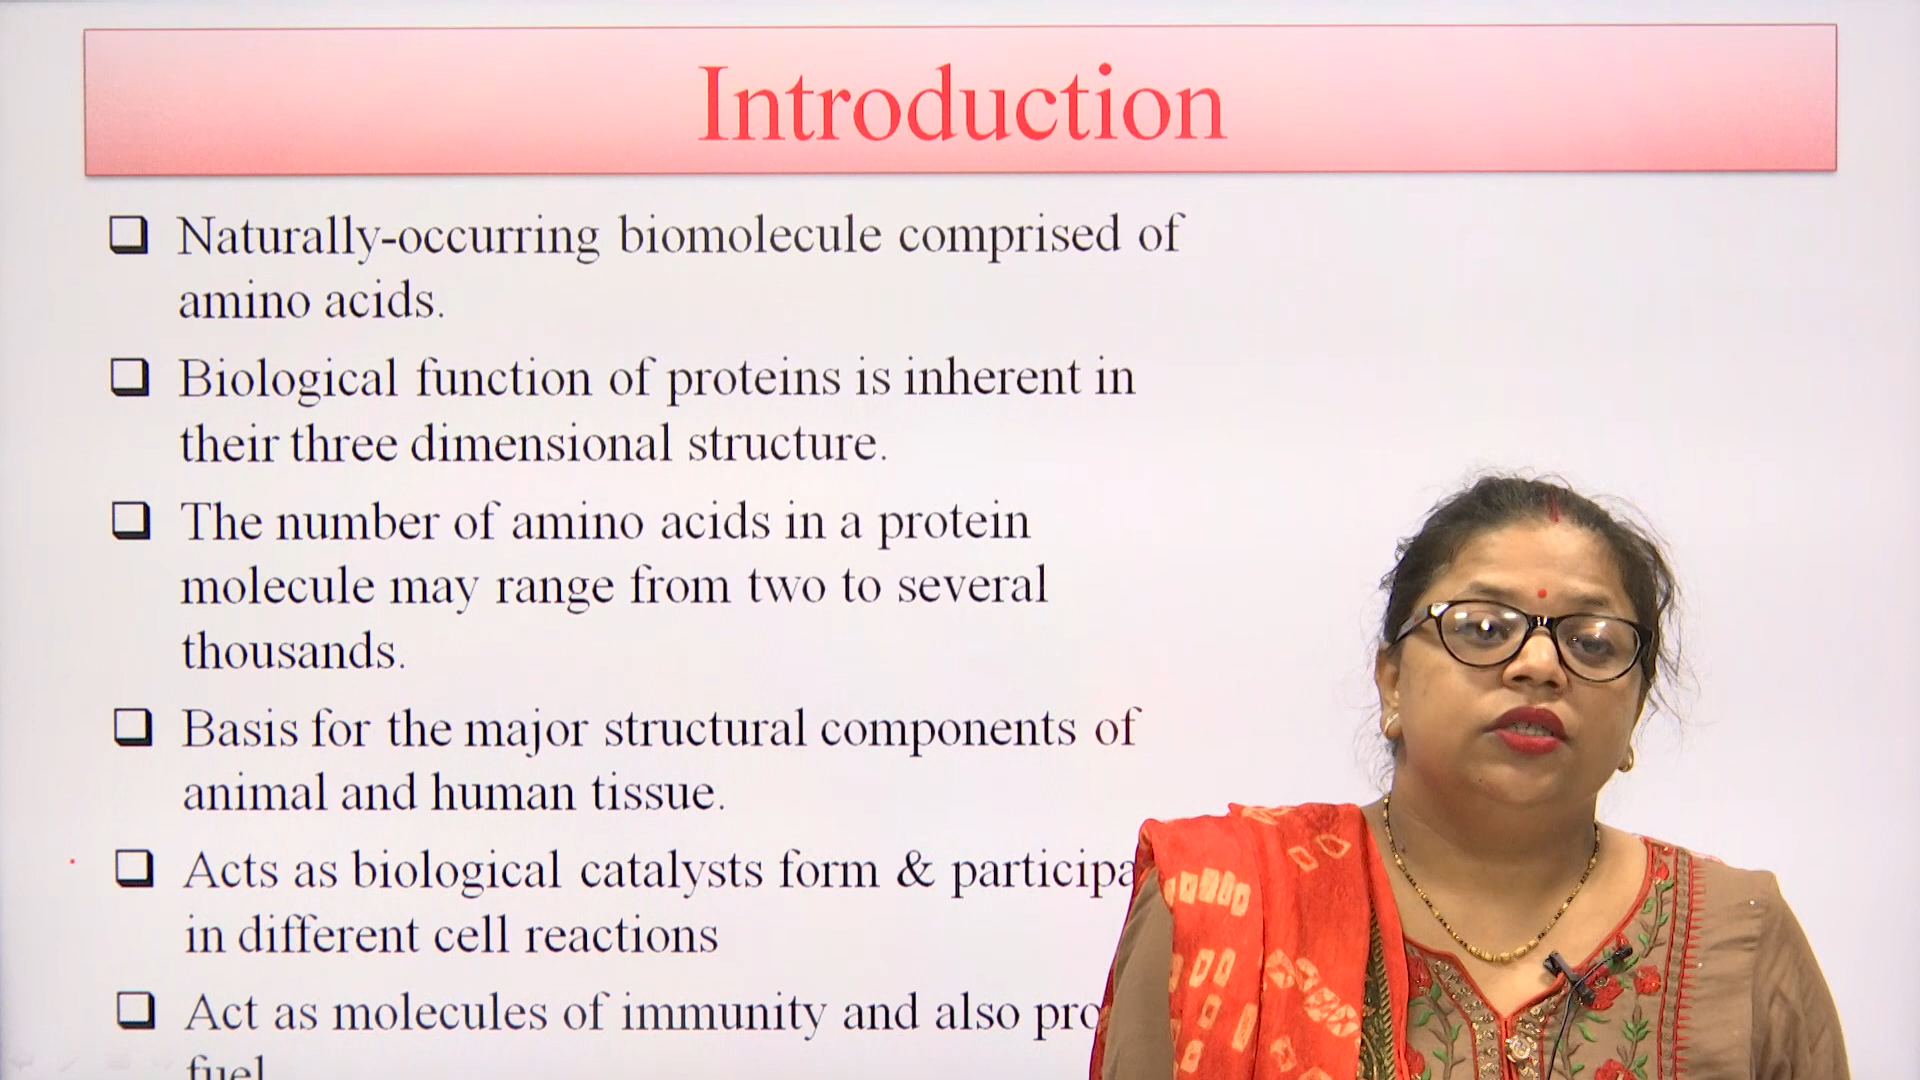 Introduction
Naturally-occurring biomolecule comprised of
amino acids.
Biological function of proteins is inherent in
their three dimensional structure.
The number of amino acids in a protein
molecule may range from two to several
thousands.
Basis for the major structural components of
animal and human tissue.
Acts as biological catalysts form &
in different cell reactions
Act as molecules of immunity and also
fuel